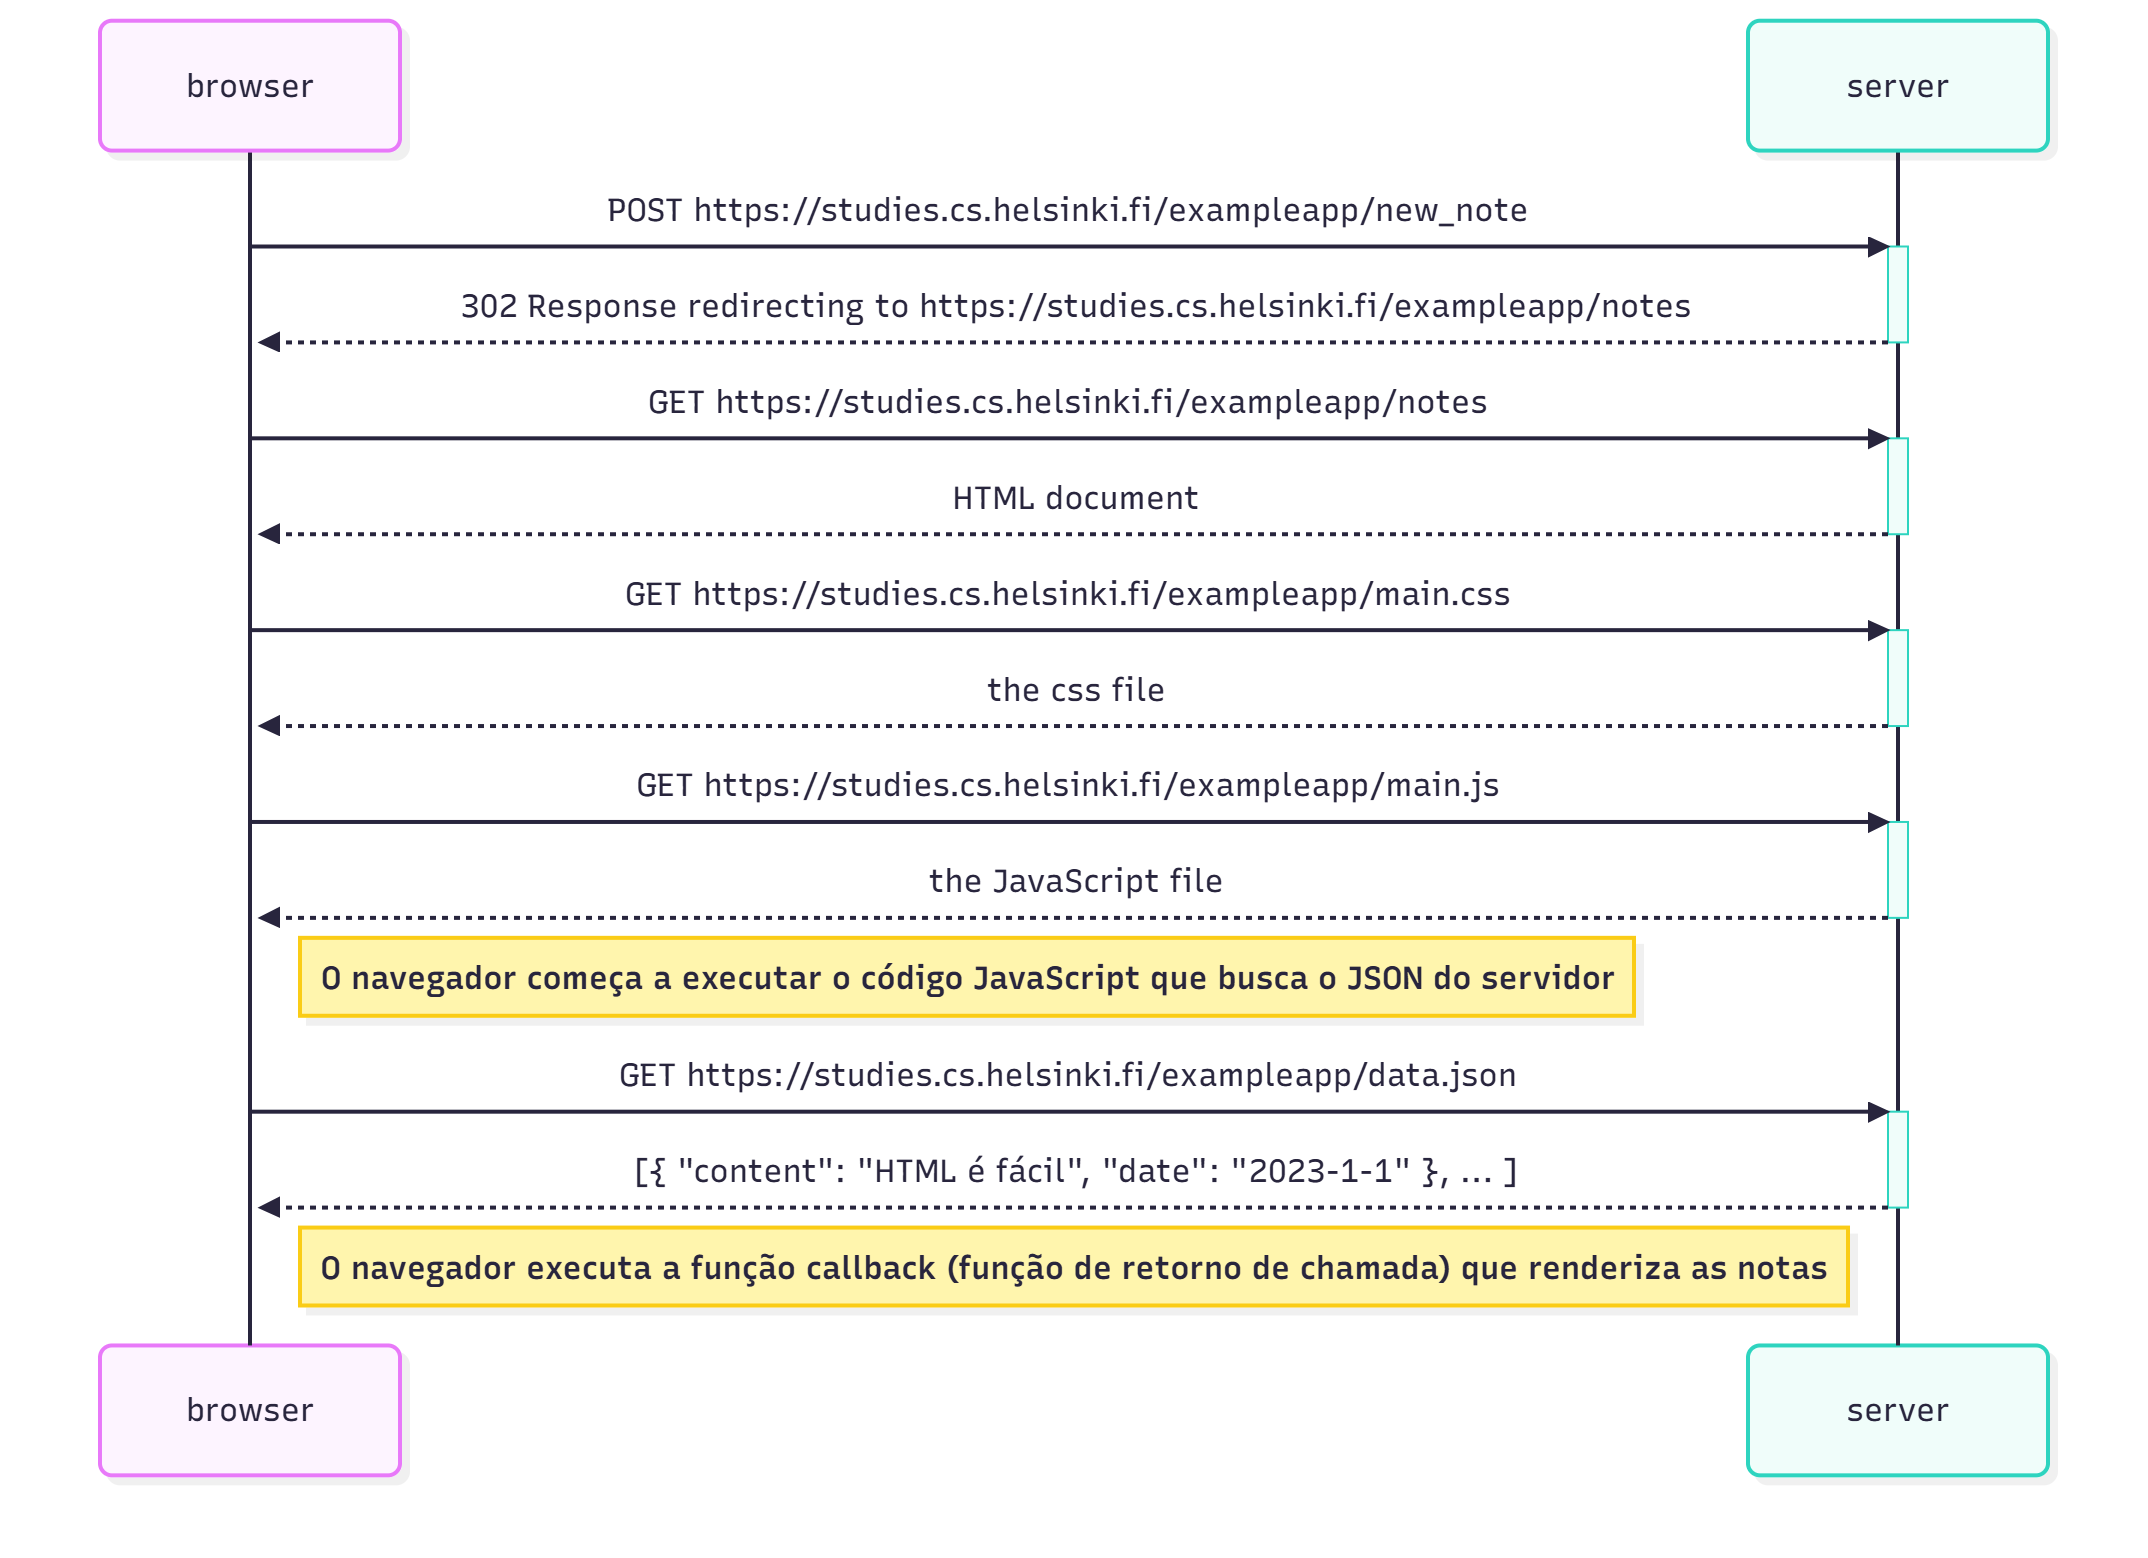 browser
server
POST https://studies.cs.helsinki.fi/exampleapp/new_note
302 Response redirecting to https://studies.cs.helsinki.fi/exampleapp/notes
GET https://studies.cs.helsinki.fi/exampleapp/notes
HTML document
GET https://studies.cs.helsinki.fi/exampleapp/main.css
the css file
GET https://studies.cs.helsinki.fi/exampleapp/main.js
the JavaScript file
O navegador começa a executar o código JavaScript que busca o JSON do servidor
GET https://studies.cs.helsinki.fi/exampleapp/data.json
[{ "content": "HTML é fácil", "date": "2023-1-1" }, ... ]
O navegador executa a função callback (função de retorno de chamada) que renderiza as notas
browser
server